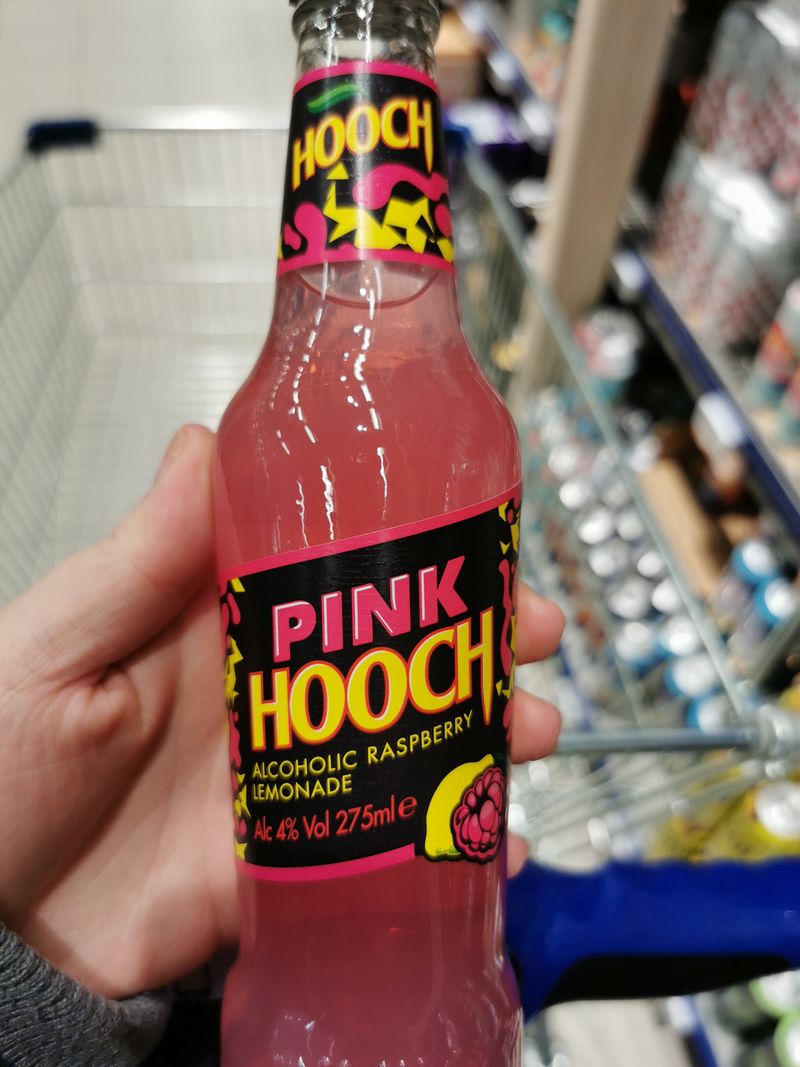 HOOCH
PINK
HOOCH
ALCOHOLIC RASPBERRY
LEMONADE
Alc 4% Vol 275ml e